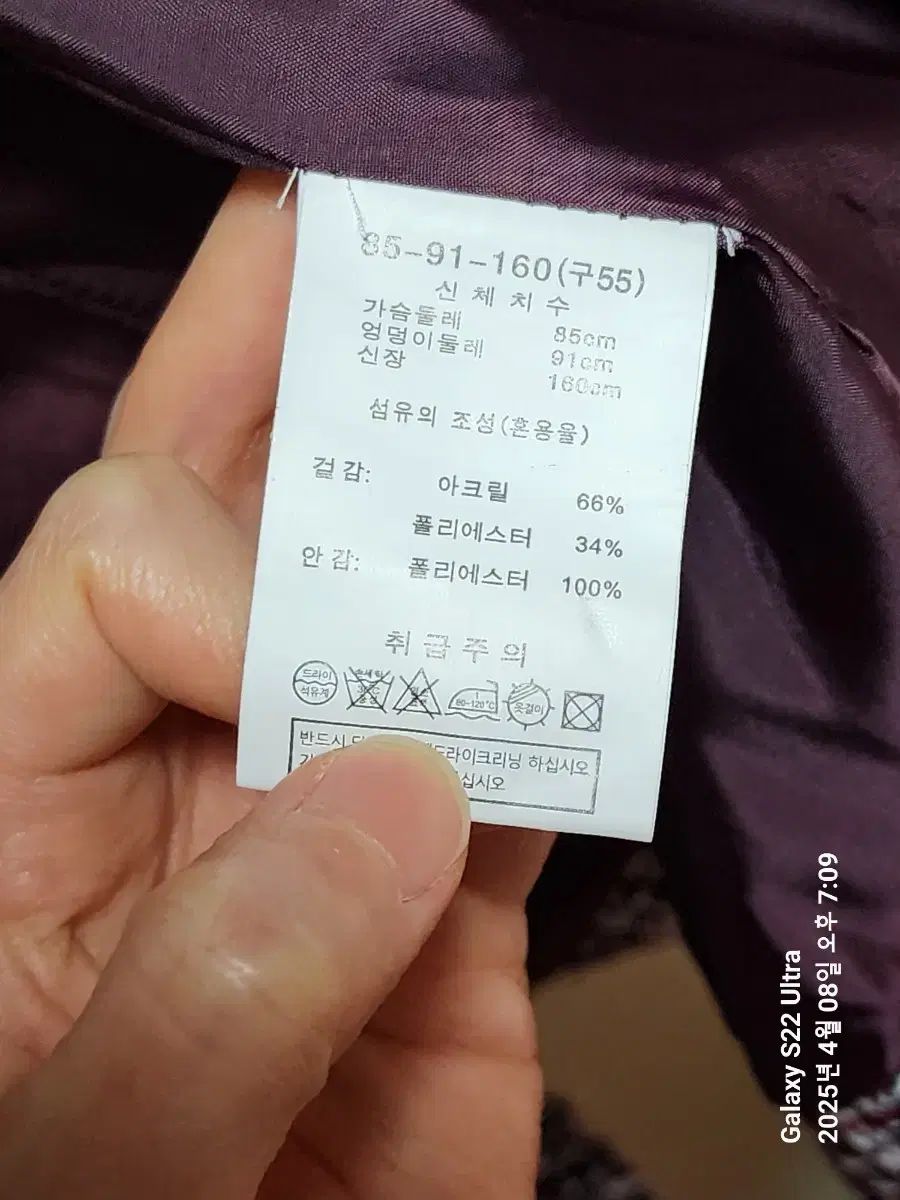 85-91-160(구55)
신 체 치 수
가슴둘레 85cm
엉덩이둘레 91cm
신장 160cm
섬유의 조성(혼용율)
겉 감: 아크릴 66%
폴리에스터 34%
안 감: 폴리에스터 100%
취 급 주 의
드라이
석유계
80~120℃
옷걸이
반드시 드라이크리닝 하십시오
십시오
Galaxy S22 Ultra
2025년 4월 08일 오후 7:09